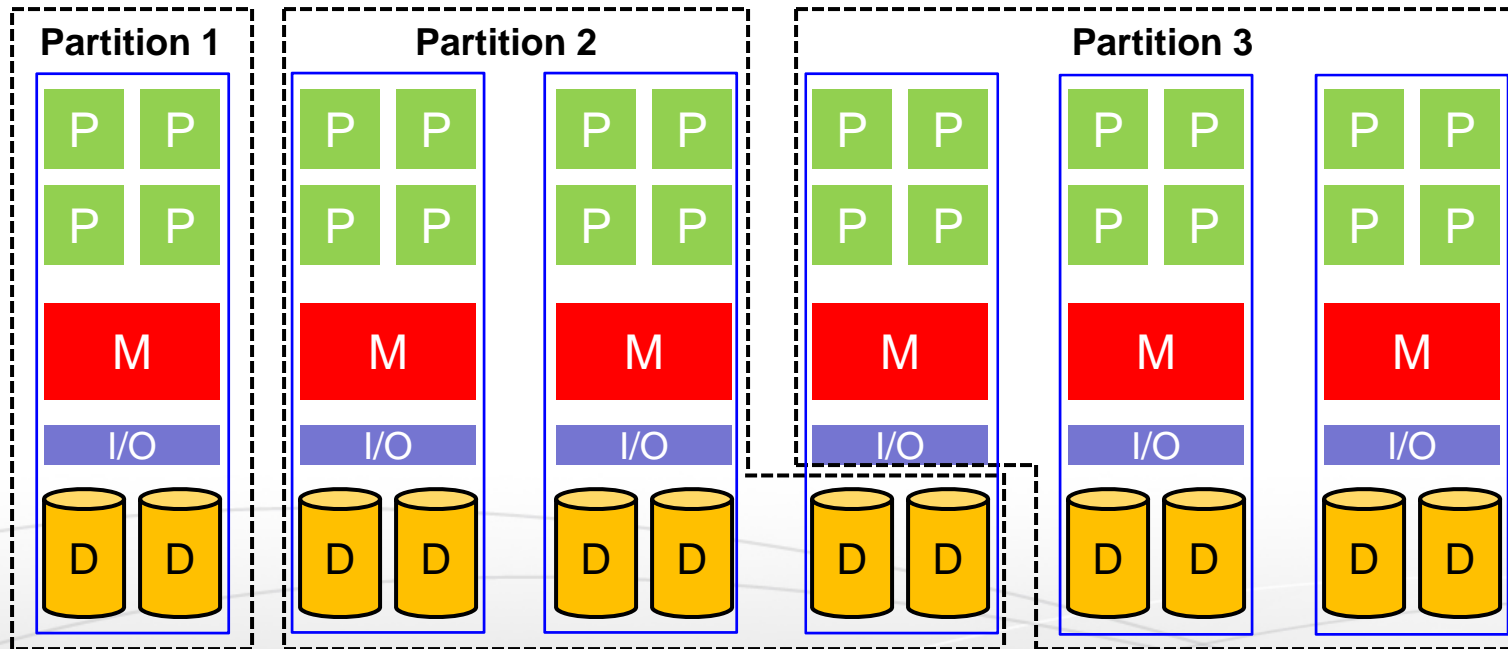 Partition 1 Partition 2 Partition 3
P P P P P P P P P P P P
P P P P P P P P P P P P
M M M M M M
I/O I/O I/O I/O I/O I/O
D D D D D D D D D D D D